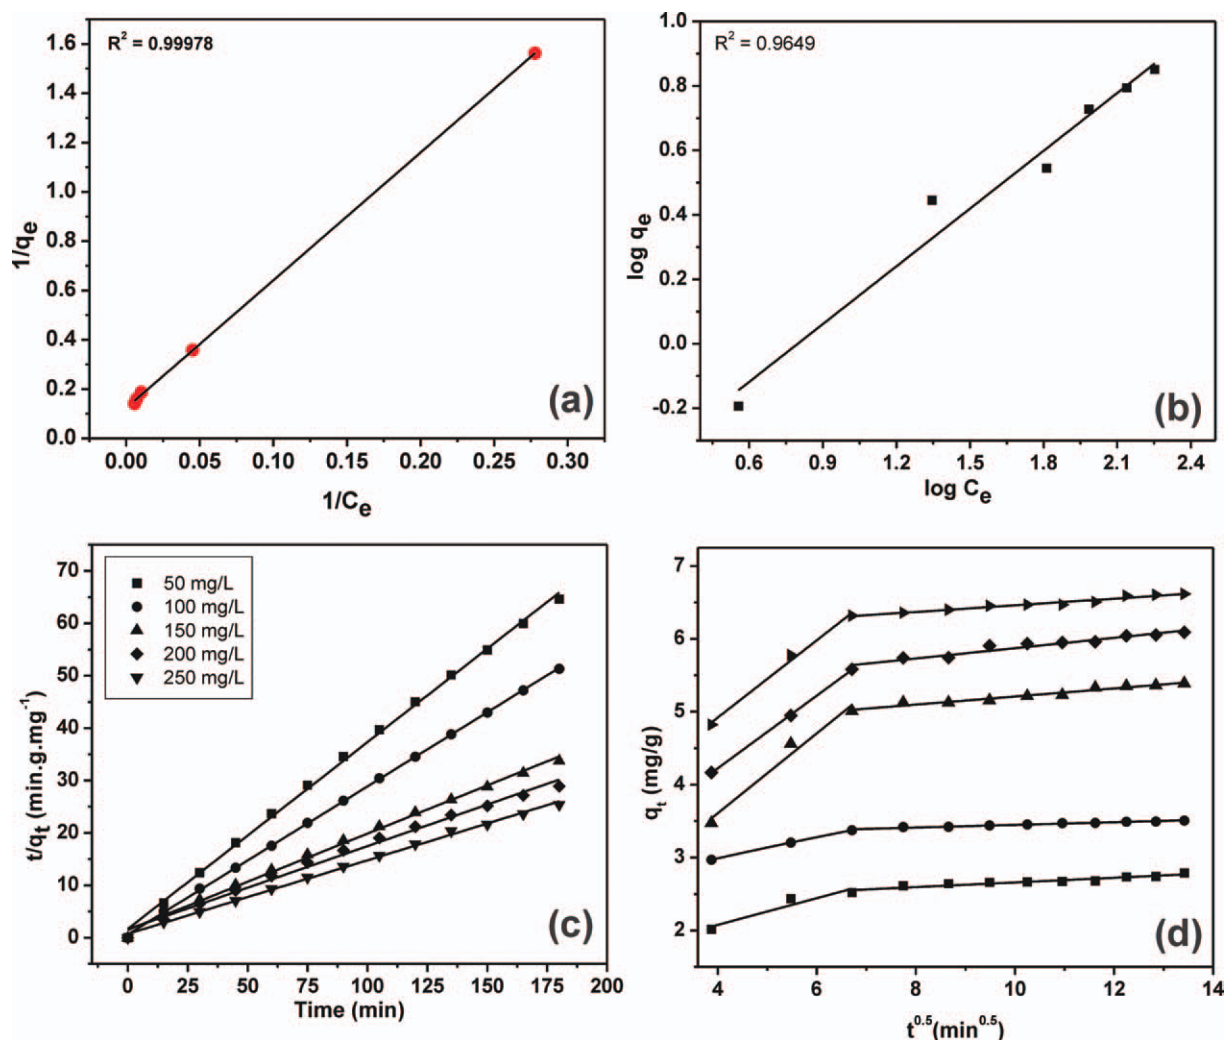 R² = 0.99978
1.6
1.4
1.2
1.0
0.8
0.6
0.4
0.2
0.0
1/qₑ
(a)
0.00 0.05 0.10 0.15 0.20 0.25 0.30
1/Cₑ
R² = 0.9649
1.0
0.8
0.6
0.4
0.2
0.0
-0.2
log qₑ
(b)
0.6 0.9 1.2 1.5 1.8 2.1 2.4
log Cₑ
70
60
50
40
30
20
10
0
t/qₜ (min.g.mg⁻¹)
50 mg/L
100 mg/L
150 mg/L
200 mg/L
250 mg/L
(c)
0 25 50 75 100 125 150 175 200
Time (min)
7
6
5
4
3
2
qₜ (mg/g)
(d)
4 6 8 10 12 14
t⁰·⁵(min⁰·⁵)